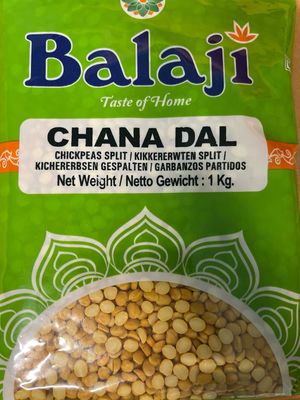 Balaji
Taste of Home
CHANA DAL
CHICKPEAS SPLIT / KIKKERERWTEN SPLIT /
KICHERERBSEN GESPALTEN / GARBANZOS PARTIDOS
Net Weight / Netto Gewicht : 1 Kg.